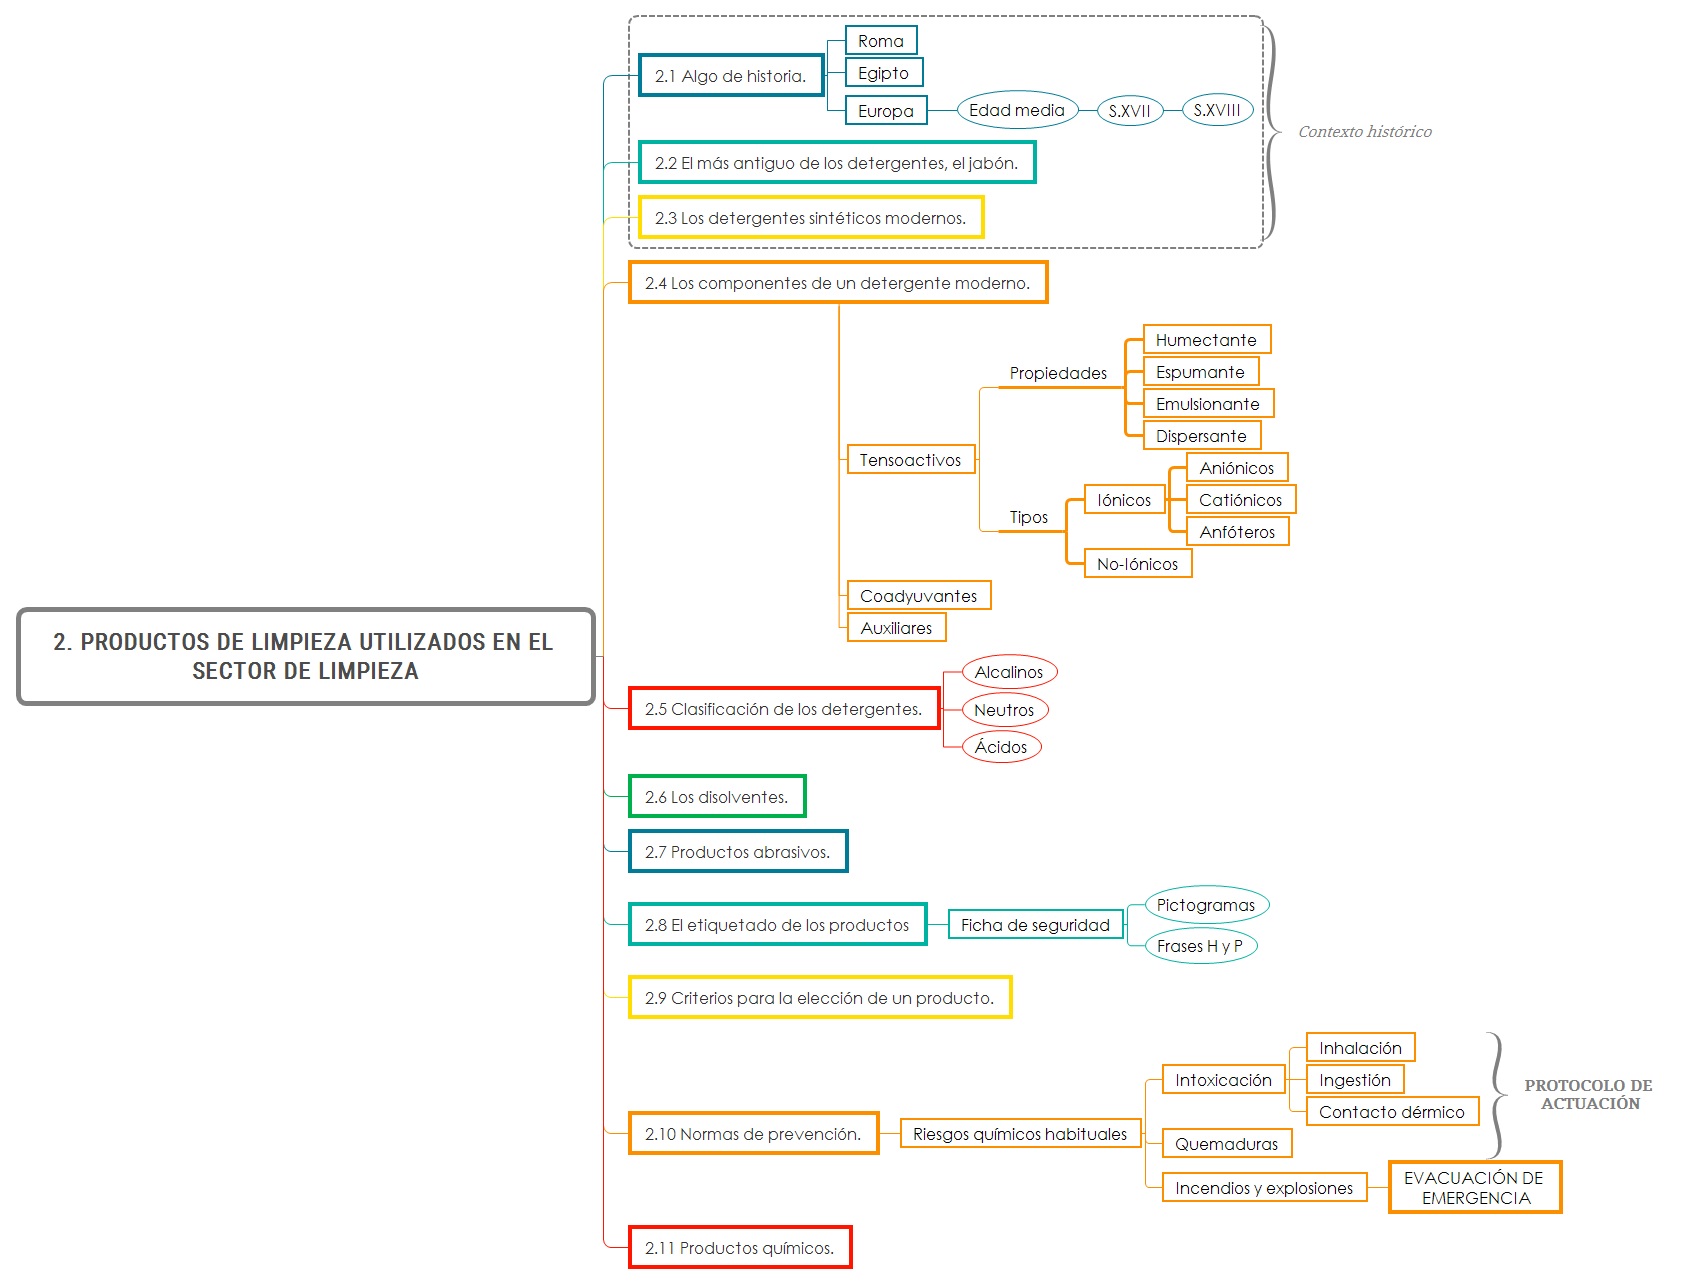 2. PRODUCTOS DE LIMPIEZA UTILIZADOS EN EL
SECTOR DE LIMPIEZA
2.1 Algo de historia.
Roma
Egipto
Europa
Edad media
S.XVII
S.XVIII
2.2 El más antiguo de los detergentes, el jabón.
2.3 Los detergentes sintéticos modernos.
Contexto histórico
2.4 Los componentes de un detergente moderno.
Tensoactivos
Propiedades
Humectante
Espumante
Emulsionante
Dispersante
Tipos
Iónicos
Aniónicos
Catiónicos
Anfóteros
No-Iónicos
Coadyuvantes
Auxiliares
2.5 Clasificación de los detergentes.
Alcalinos
Neutros
Ácidos
2.6 Los disolventes.
2.7 Productos abrasivos.
2.8 El etiquetado de los productos
Ficha de seguridad
Pictogramas
Frases H y P
2.9 Criterios para la elección de un producto.
2.10 Normas de prevención.
Riesgos químicos habituales
Intoxicación
Inhalación
Ingestión
Contacto dérmico
Quemaduras
PROTOCOLO DE
ACTUACIÓN
Incendios y explosiones
EVACUACIÓN DE
EMERGENCIA
2.11 Productos químicos.